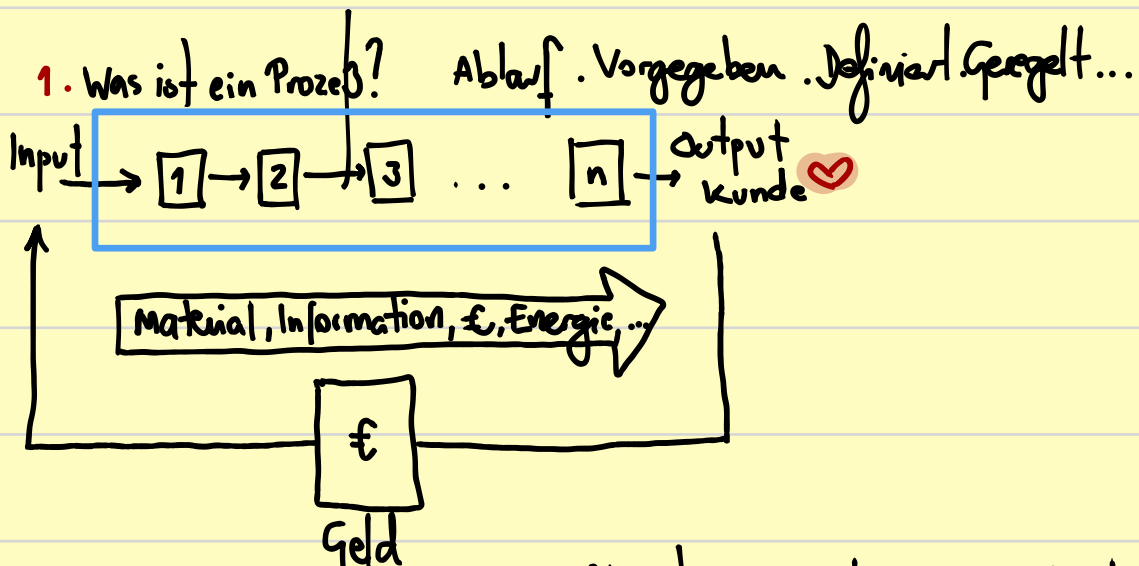 1. Was ist ein Prozeß? Ablauf. Vorgegeben. Definiert. Geregelt...
Input
1 2 3 ... n
Output
Kunde
Material, Information, €, Energie...
€
Geld